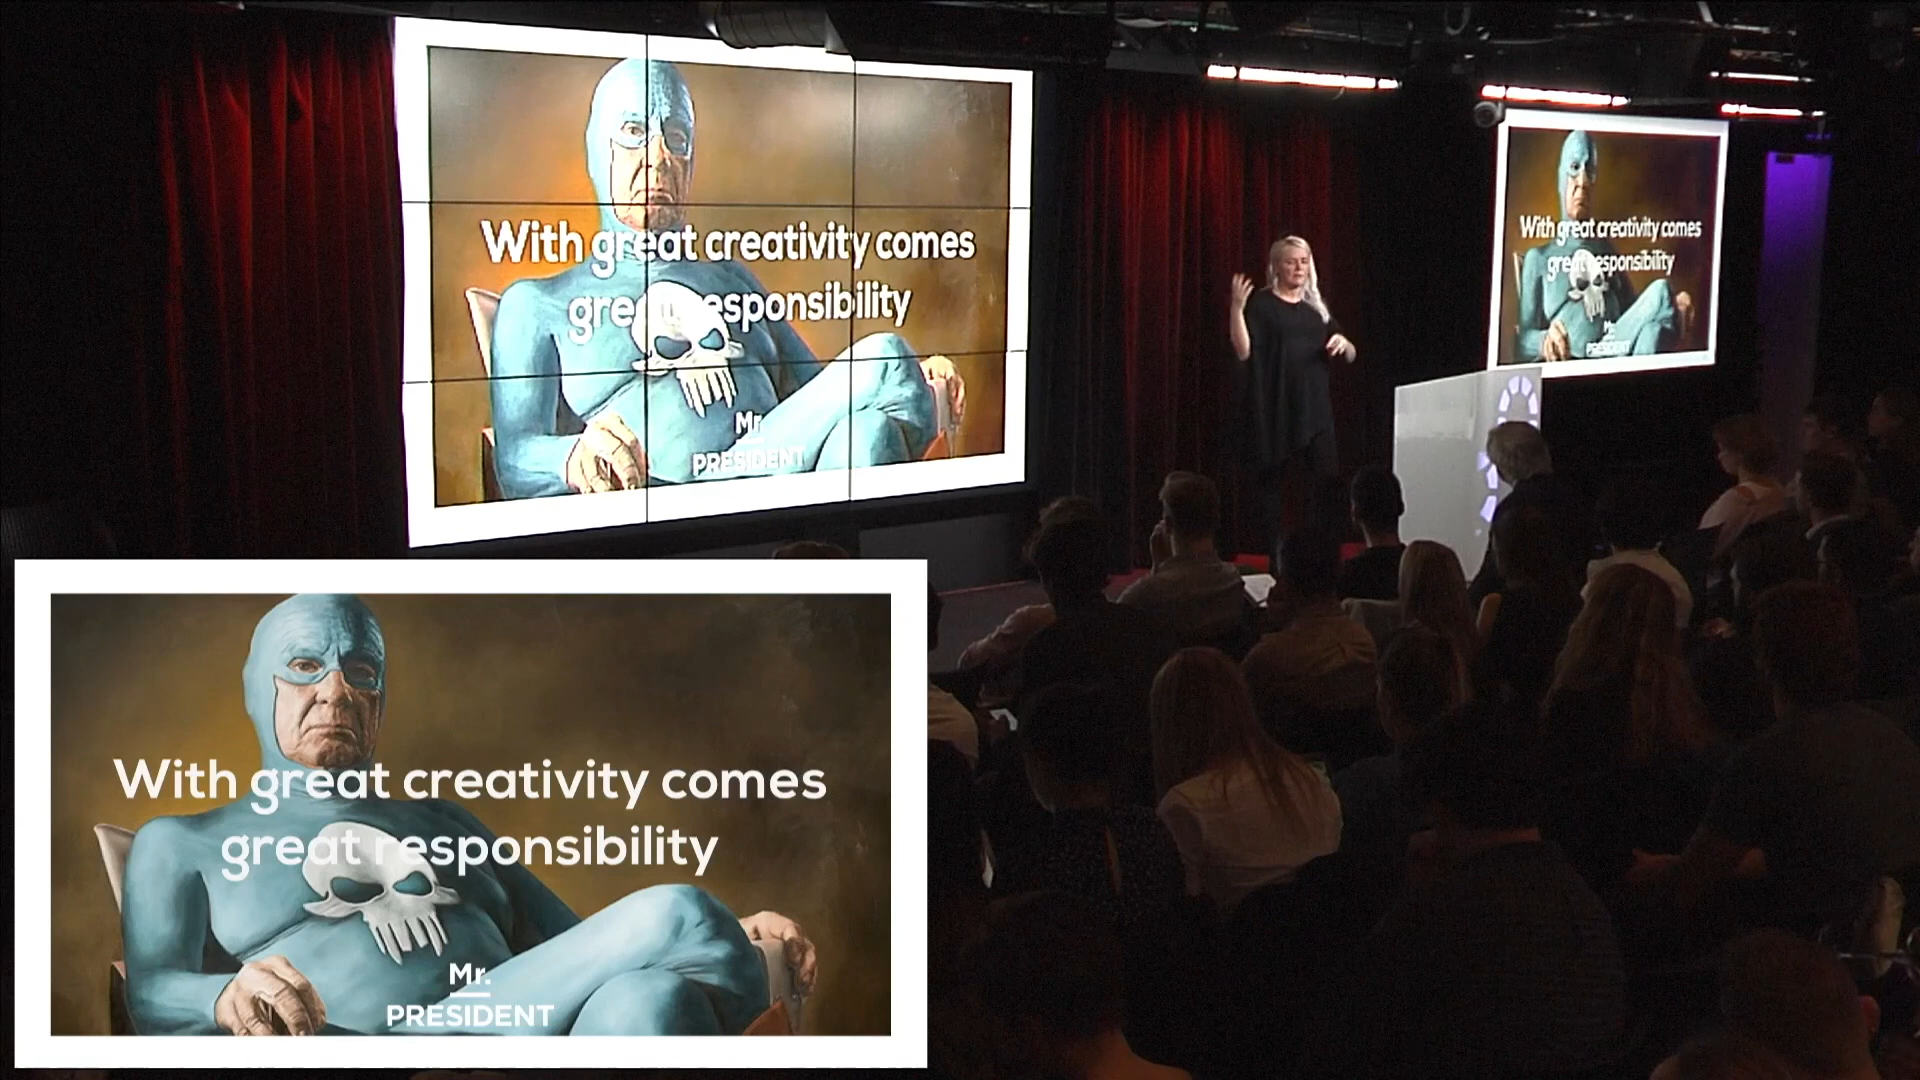 With great creativity comes
great responsibility
Mr.
PRESIDENT
With great creativity comes
great responsibility
Mr.
PRESIDENT
With great creativity comes
great responsibility
Mr.
PRESIDENT